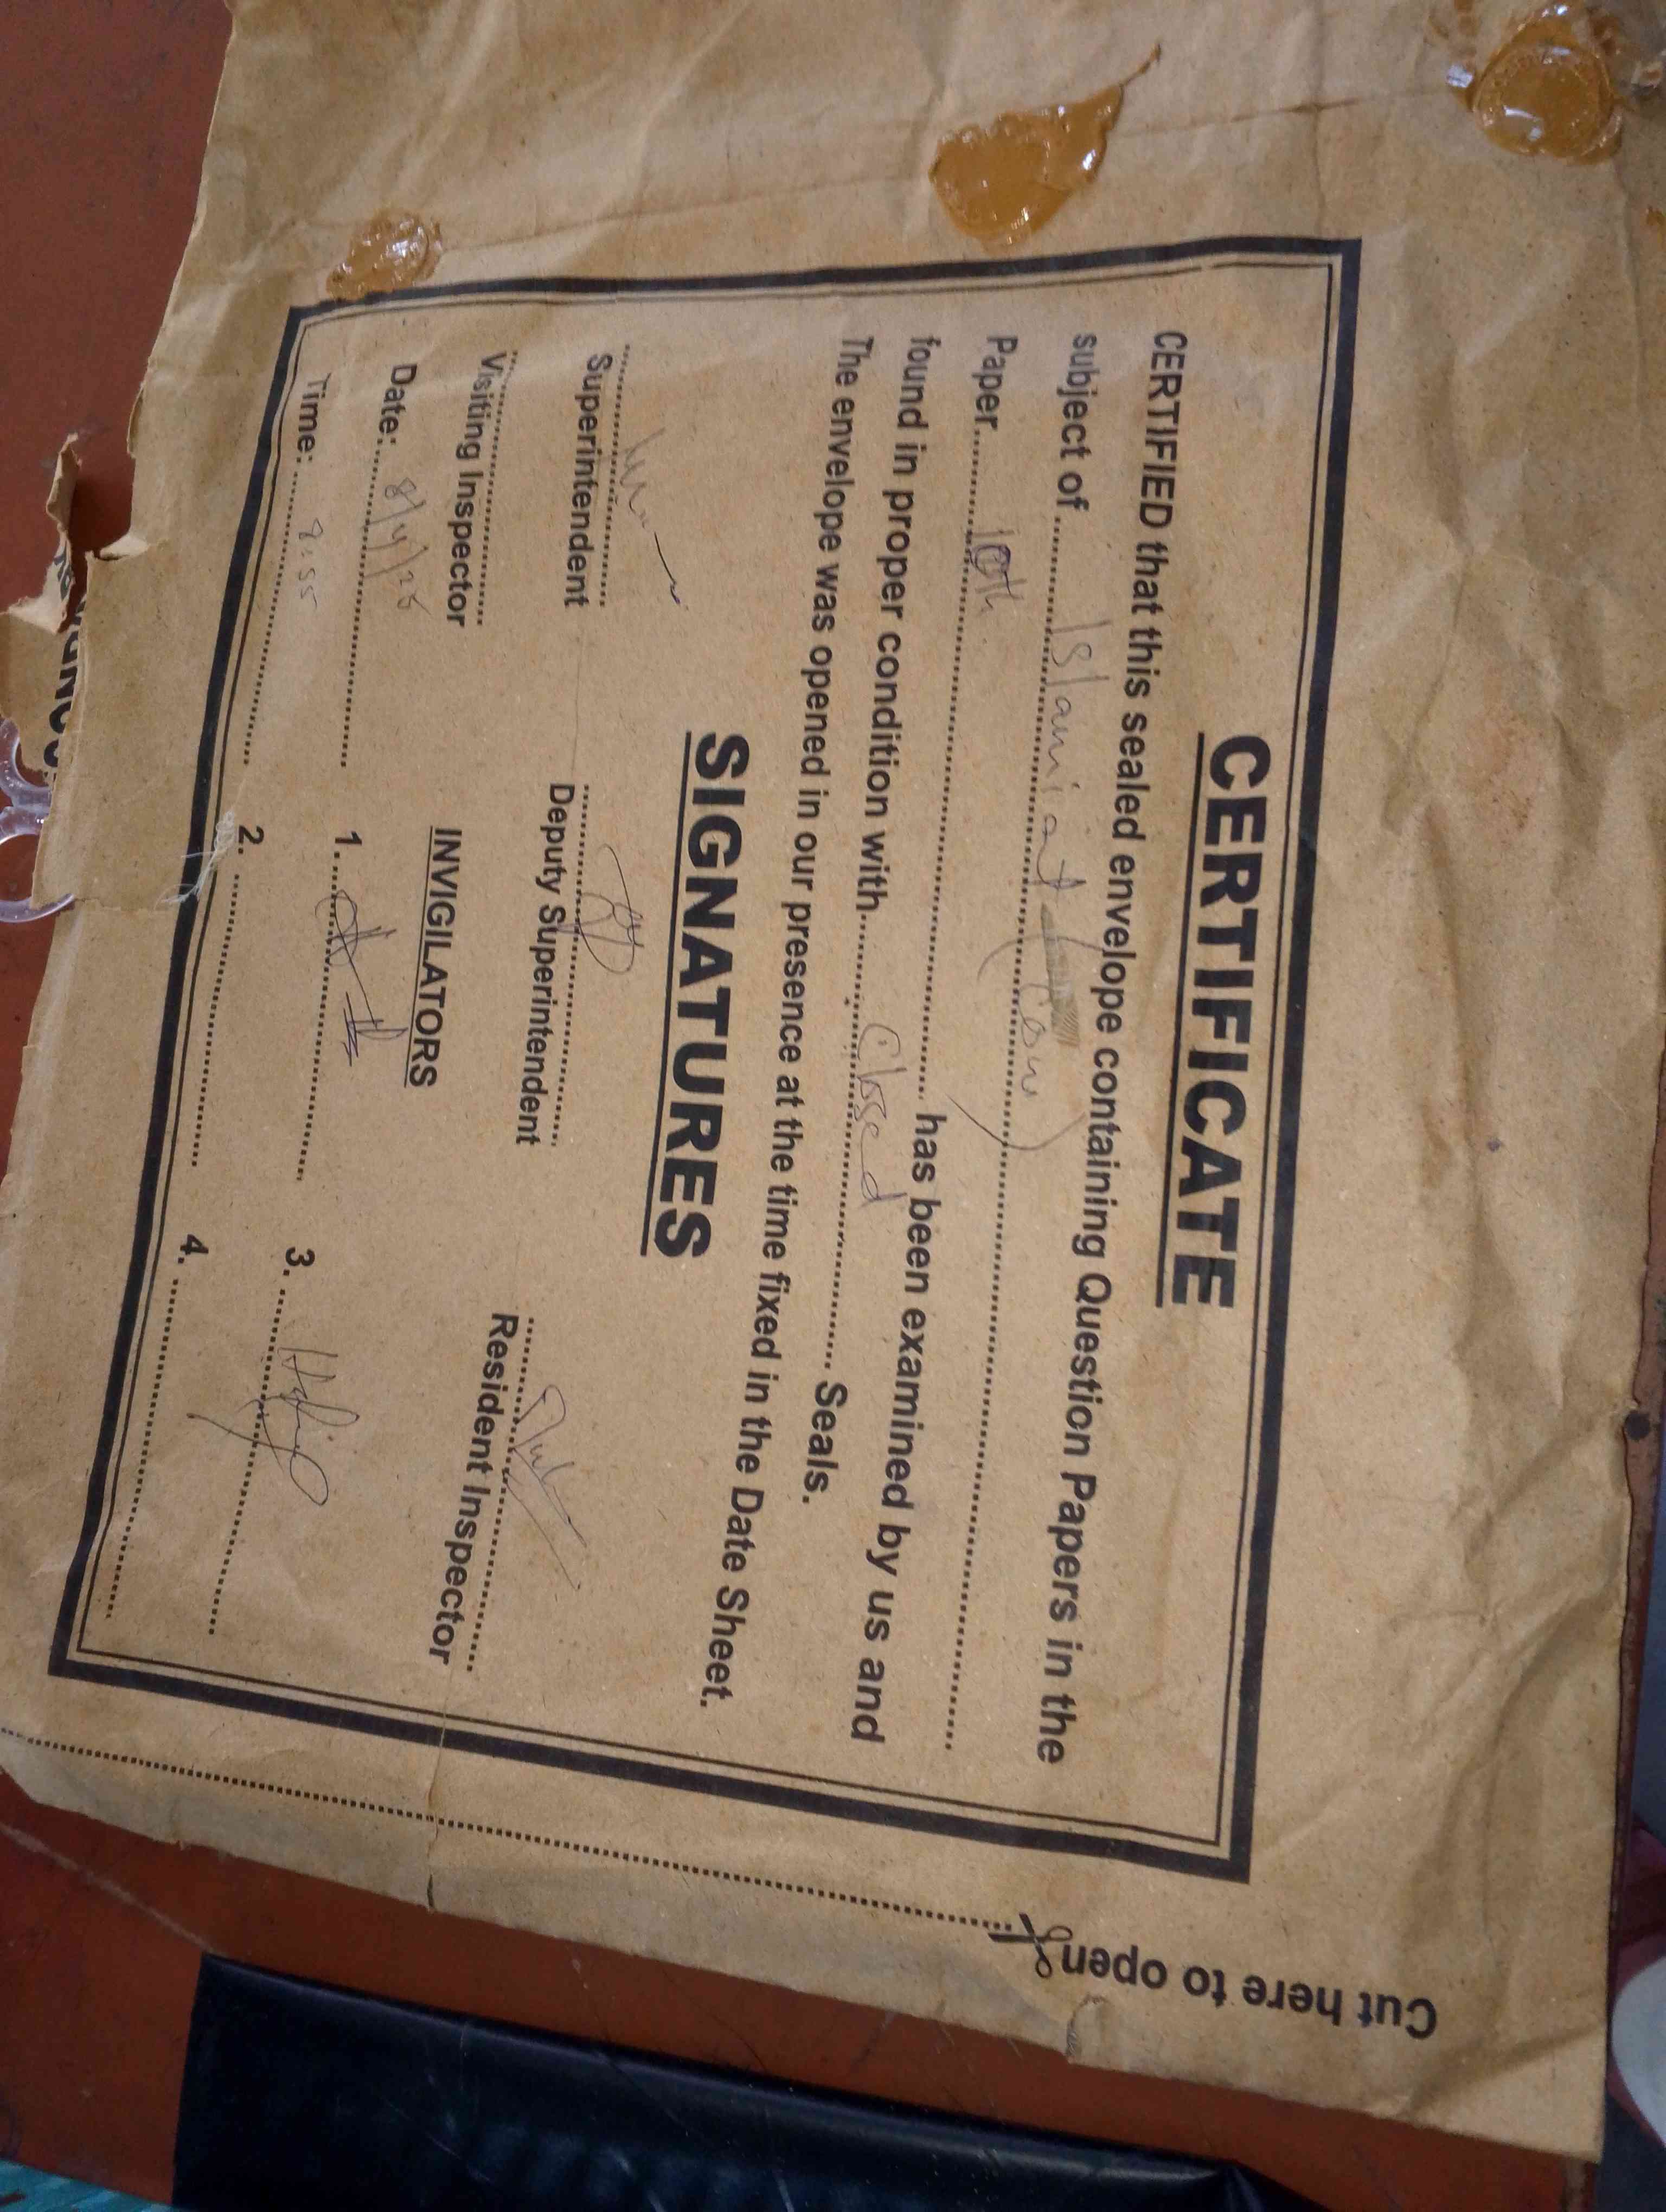 CERTIFICATE
CERTIFIED that this sealed envelope containing Question Papers in the
subject of ........ Islamiat ........
Paper........ 10th ........ has been examined by us and
found in proper condition with........ Closed ........ Seals.
The envelope was opened in our presence at the time fixed in the Date Sheet.
SIGNATURES
Superintendent
Deputy Superintendent
Resident Inspector
Visiting Inspector
INVIGILATORS
Date: 8/4/26
1.
3.
Time: 8:55
2.
4.
Cut here to open